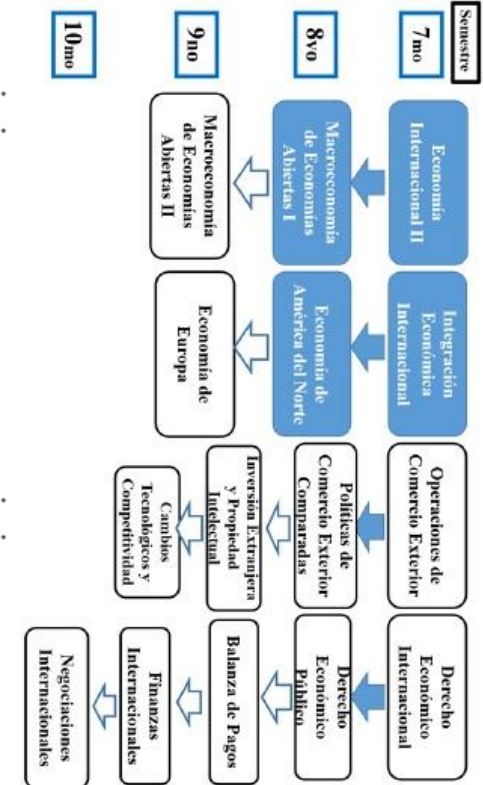 Semestre
7mo
Economía
Internacional II
Integración
Económica
Internacional
Operaciones de
Comercio Exterior
Derecho
Económico
Internacional
8vo
Macroeconomía
de Economías
Abiertas I
Economía de
América del Norte
Políticas de
Comercio Exterior
Comparadas
Derecho
Económico
Público
9no
Macroeconomía
de Economías
Abiertas II
Economía de
Europa
Inversión Extranjera
y Propiedad
Intelectual
Balanza de Pagos
Cambios
Tecnológicos y
Competitividad
Finanzas
Internacionales
10mo
Negociaciones
Internacionales